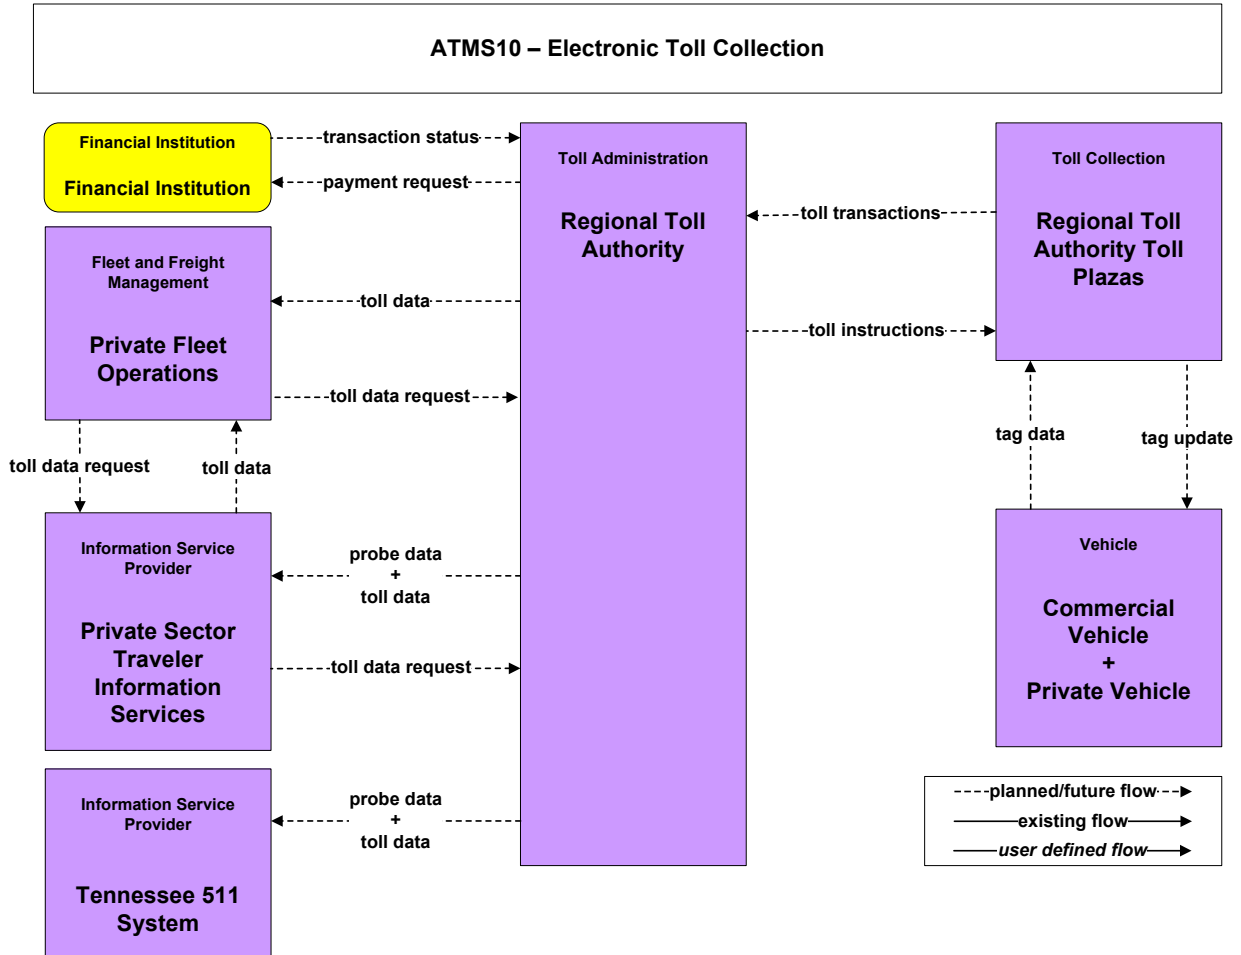 ATMS10 – Electronic Toll Collection
Financial Institution
Financial Institution
transaction status
payment request
Toll Administration
Regional Toll
Authority
Toll Collection
Regional Toll
Authority Toll
Plazas
toll transactions
toll instructions
Fleet and Freight
Management
Private Fleet
Operations
toll data
toll data request
toll data request
toll data
tag data
tag update
Information Service
Provider
Private Sector
Traveler
Information
Services
probe data
+
toll data
toll data request
Vehicle
Commercial
Vehicle
+
Private Vehicle
Information Service
Provider
Tennessee 511
System
probe data
+
toll data
planned/future flow
existing flow
user defined flow